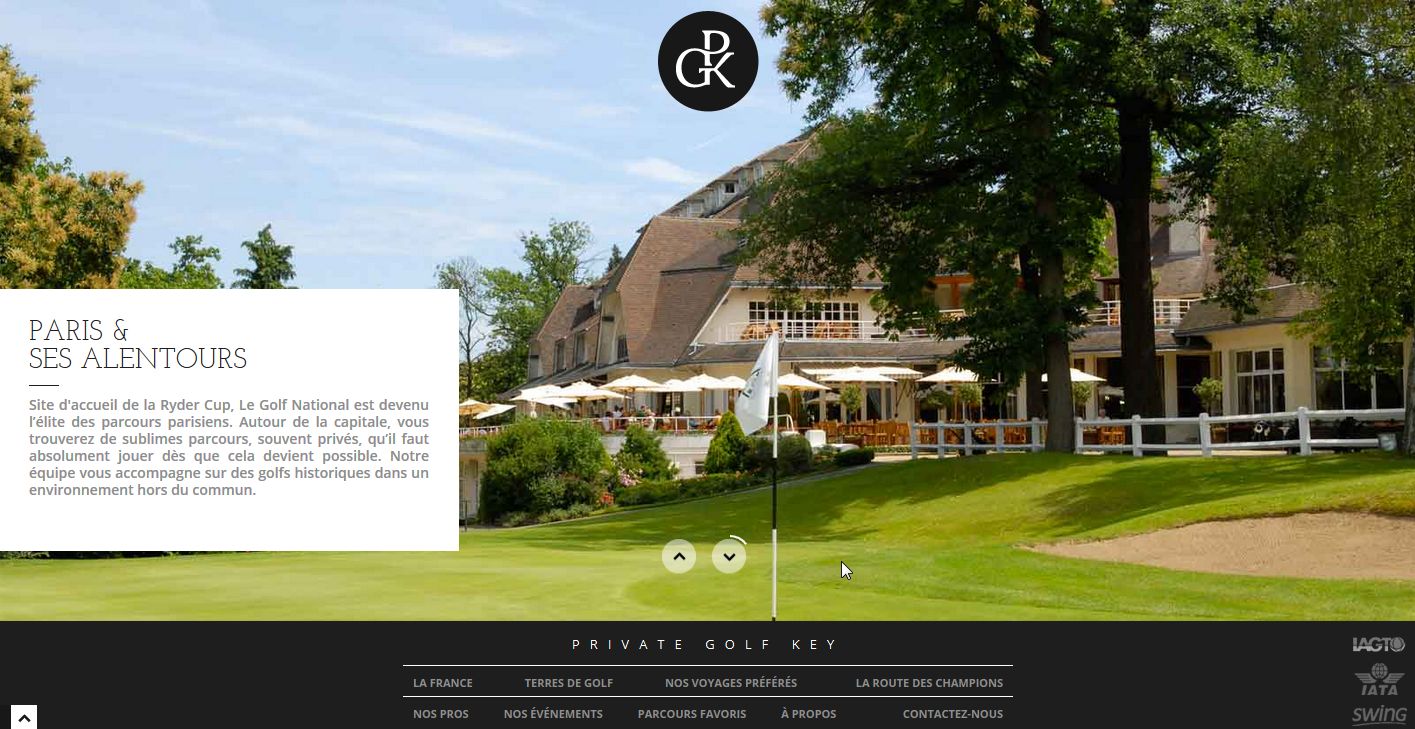 PGK
PARIS &
SES ALENTOURS
Site d'accueil de la Ryder Cup, Le Golf National est devenu
l'élite des parcours parisiens. Autour de la capitale, vous
trouverez de sublimes parcours, souvent privés, qu'il faut
absolument jouer dès que cela devient possible. Notre
équipe vous accompagne sur des golfs historiques dans un
environnement hors du commun.
PRIVATE GOLF KEY
LA FRANCE TERRES DE GOLF NOS VOYAGES PRÉFÉRÉS LA ROUTE DES CHAMPIONS
NOS PROS NOS ÉVÉNEMENTS PARCOURS FAVORIS À PROPOS CONTACTEZ-NOUS
IAGTO
IATA
swing